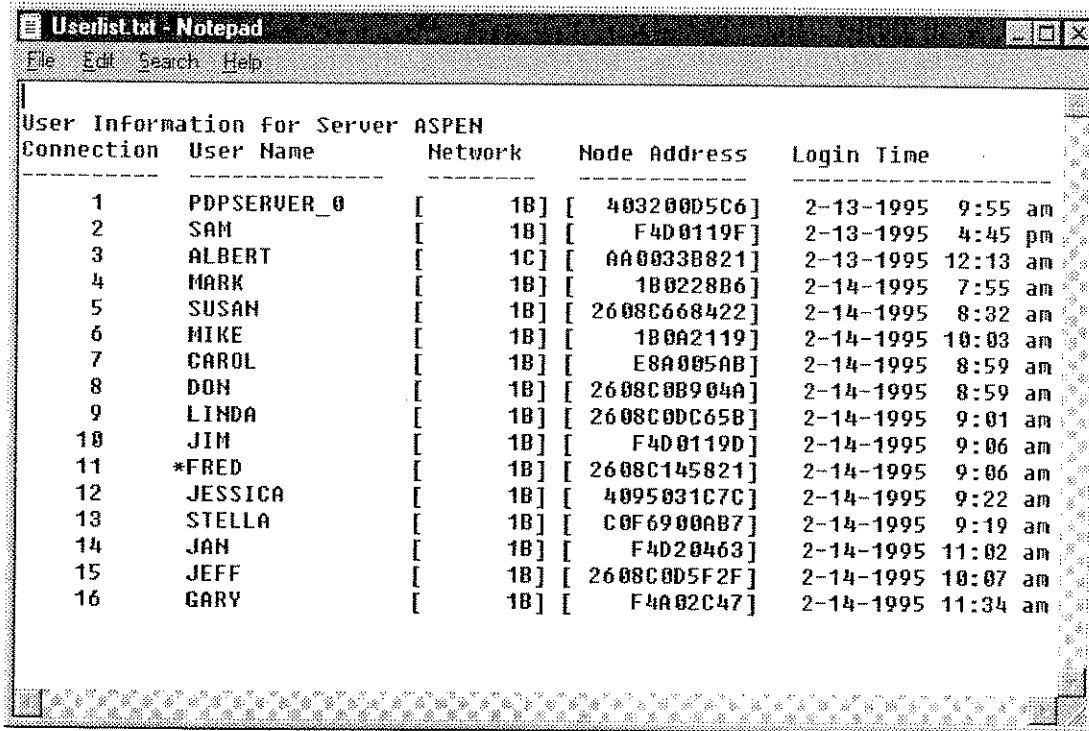 Userlist.txt - Notepad
File Edit Search Help
User Information for Server ASPEN
Connection User Name Network Node Address Login Time
---------- -------------- -------- ------------ -------------------
1 PDPSERVER_0 [ 1B] [ 403200D5C6] 2-13-1995 9:55 am
2 SAM [ 1B] [ F4D0119F] 2-13-1995 4:45 pm
3 ALBERT [ 1C] [ AA0033B821] 2-13-1995 12:13 am
4 MARK [ 1B] [ 1B0228B6] 2-14-1995 7:55 am
5 SUSAN [ 1B] [ 2608C668422] 2-14-1995 8:32 am
6 MIKE [ 1B] [ 1B0A2119] 2-14-1995 10:03 am
7 CAROL [ 1B] [ E8A005AB] 2-14-1995 8:59 am
8 DON [ 1B] [ 2608C0B904A] 2-14-1995 8:59 am
9 LINDA [ 1B] [ 2608C0DC65B] 2-14-1995 9:01 am
10 JIM [ 1B] [ F4D0119D] 2-14-1995 9:06 am
11 *FRED [ 1B] [ 2608C145821] 2-14-1995 9:06 am
12 JESSICA [ 1B] [ 4095031C7C] 2-14-1995 9:22 am
13 STELLA [ 1B] [ C0F6900AB7] 2-14-1995 9:19 am
14 JAN [ 1B] [ F4D20463] 2-14-1995 11:02 am
15 JEFF [ 1B] [ 2608C0D5F2F] 2-14-1995 10:07 am
16 GARY [ 1B] [ F4A02C47] 2-14-1995 11:34 am